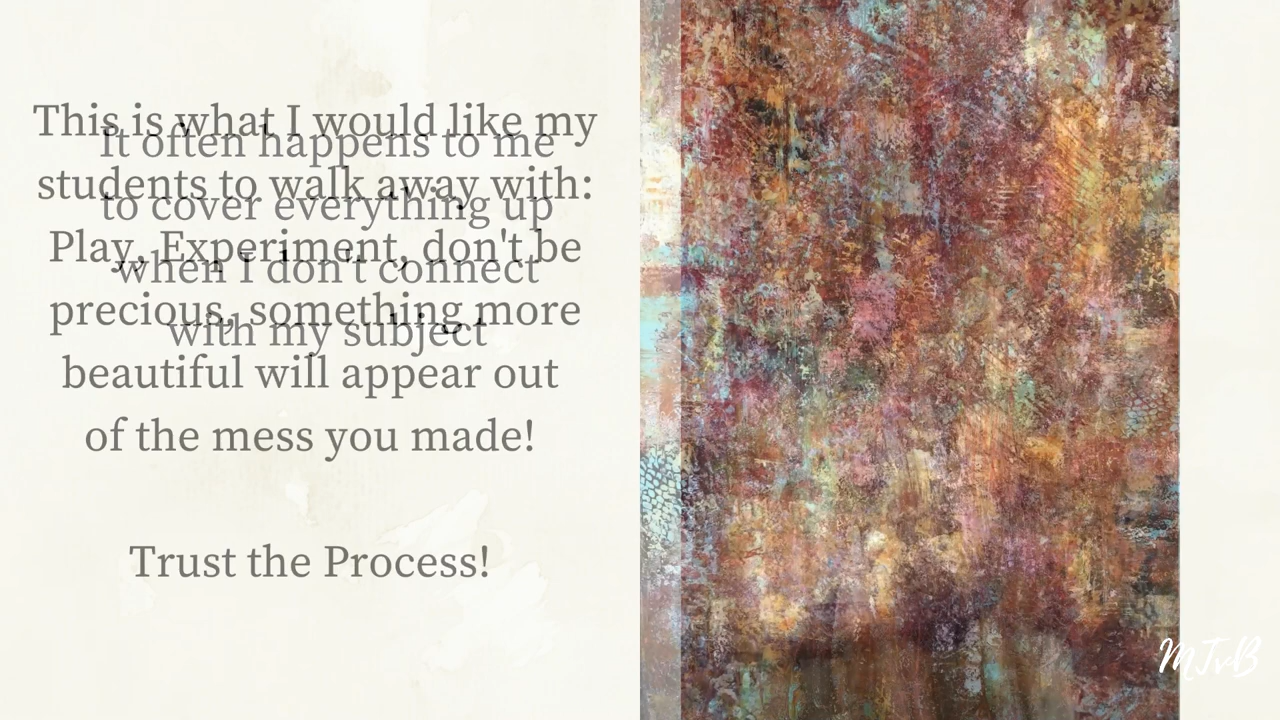 This is what I would like my
students to walk away with:
Play, Experiment, don't be
precious, something more
beautiful will appear out
of the mess you made!
Trust the Process!
It often happens to me
to cover everything up
when I don't connect
with my subject
MTvB